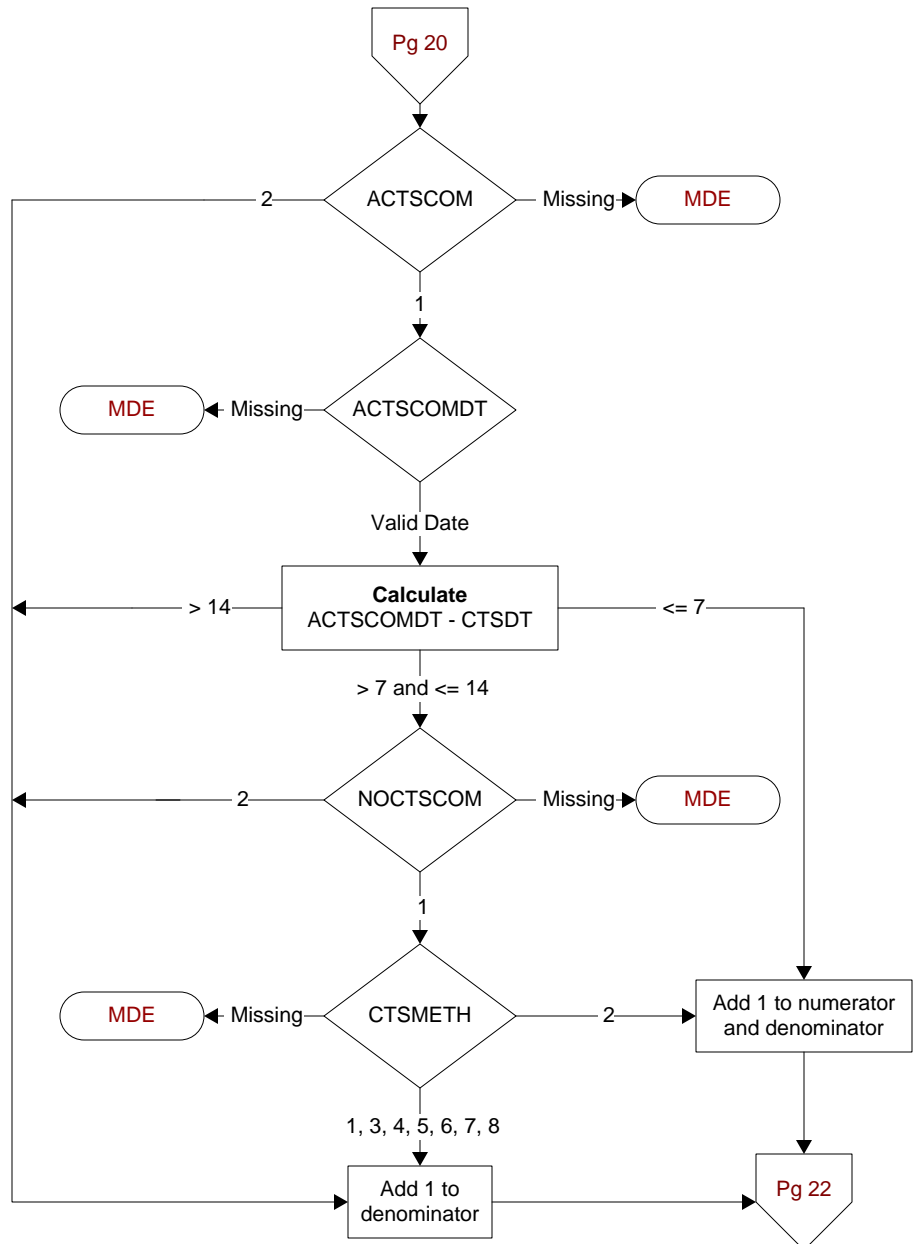 Pg 20
2
ACTSCOM
Missing
MDE
1
MDE
Missing
ACTSCOMDT
Valid Date
> 14
Calculate
ACTSCOMDT - CTSDT
<= 7
> 7 and <= 14
2
NOCTSCOM
Missing
MDE
1
MDE
Missing
CTSMETH
2
Add 1 to numerator
and denominator
1, 3, 4, 5, 6, 7, 8
Add 1 to
denominator
Pg 22